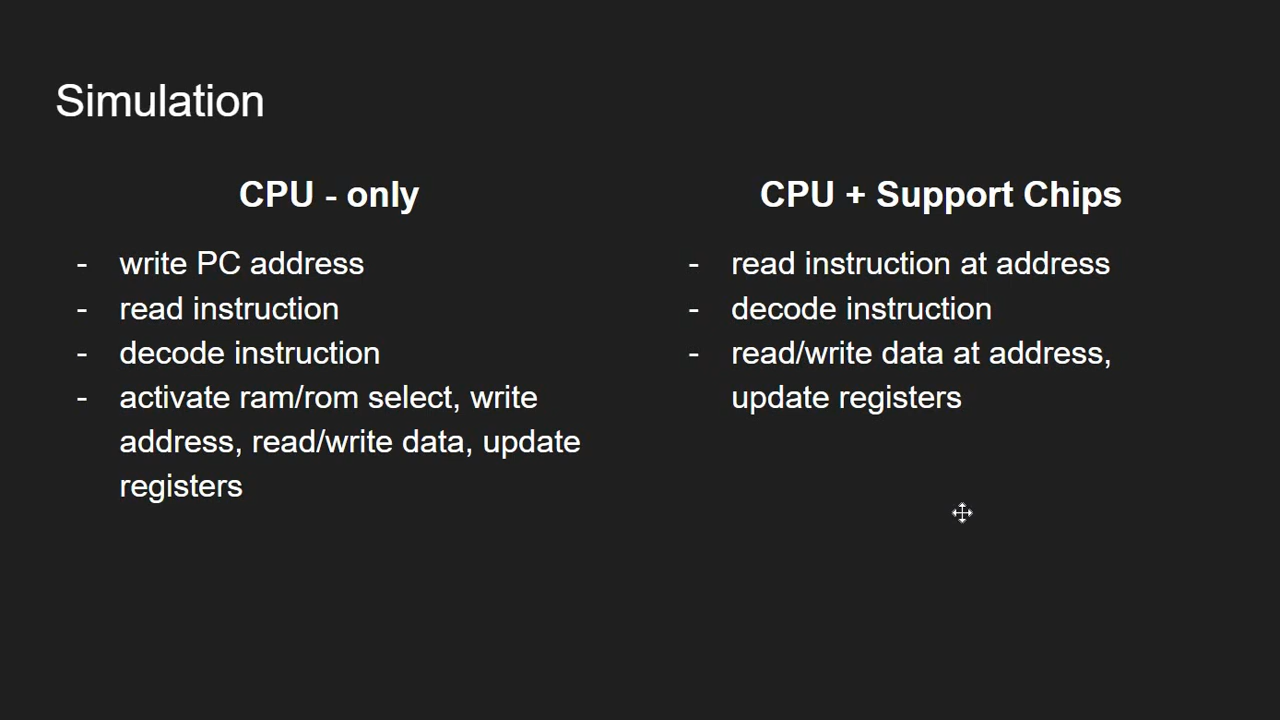 Simulation
CPU - only
- write PC address
- read instruction
- decode instruction
- activate ram/rom select, write
address, read/write data, update
registers
CPU + Support Chips
- read instruction at address
- decode instruction
- read/write data at address,
update registers